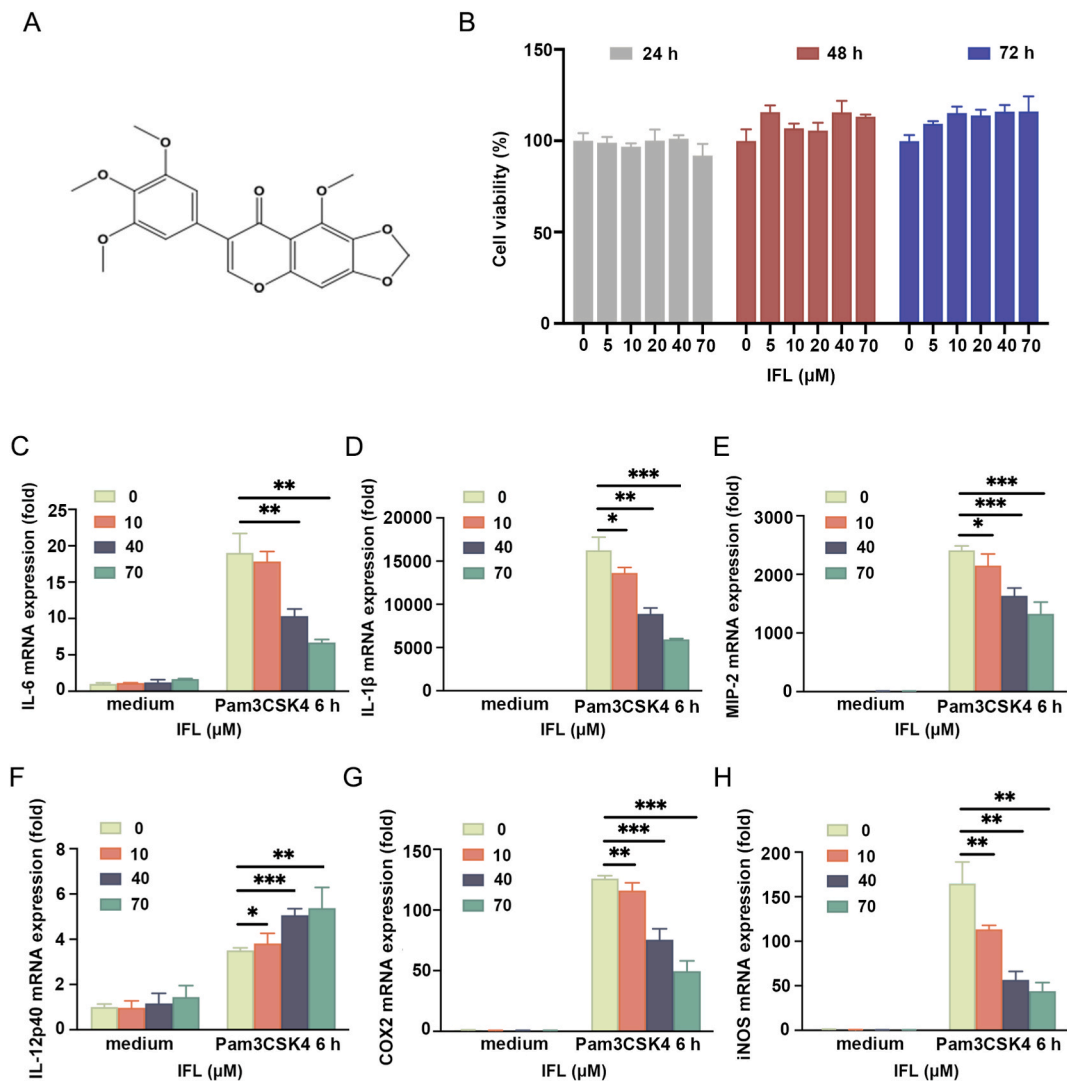 A
O
O
O
O
O
O
O
O
B
Cell viability (%)
150
100
50
0
24 h
48 h
72 h
0 5 10 20 40 70 0 5 10 20 40 70 0 5 10 20 40 70
IFL (µM)
C
IL-6 mRNA expression (fold)
25
20
15
10
5
0
0
10
40
70
**
**
medium Pam3CSK4 6 h
IFL (µM)
D
IL-1β mRNA expression (fold)
20000
15000
10000
5000
0
0
10
40
70
***
**
*
medium Pam3CSK4 6 h
IFL (µM)
E
MIP-2 mRNA expression (fold)
3000
2000
1000
0
0
10
40
70
***
***
*
medium Pam3CSK4 6 h
IFL (µM)
F
IL-12p40 mRNA expression (fold)
8
6
4
2
0
0
10
40
70
**
***
*
medium Pam3CSK4 6 h
IFL (µM)
G
COX2 mRNA expression (fold)
150
100
50
0
0
10
40
70
***
***
**
medium Pam3CSK4 6 h
IFL (µM)
H
iNOS mRNA expression (fold)
200
150
100
50
0
0
10
40
70
**
**
**
medium Pam3CSK4 6 h
IFL (µM)